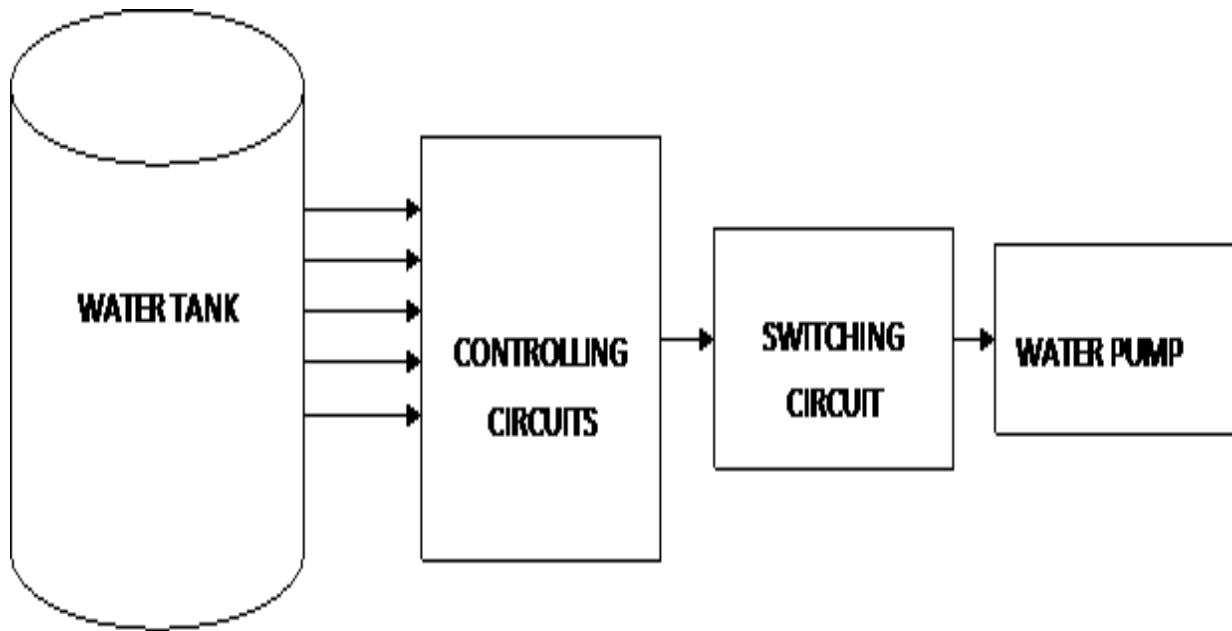 WATER TANK
CONTROLLING
CIRCUITS
SWITCHING
CIRCUIT
WATER PUMP